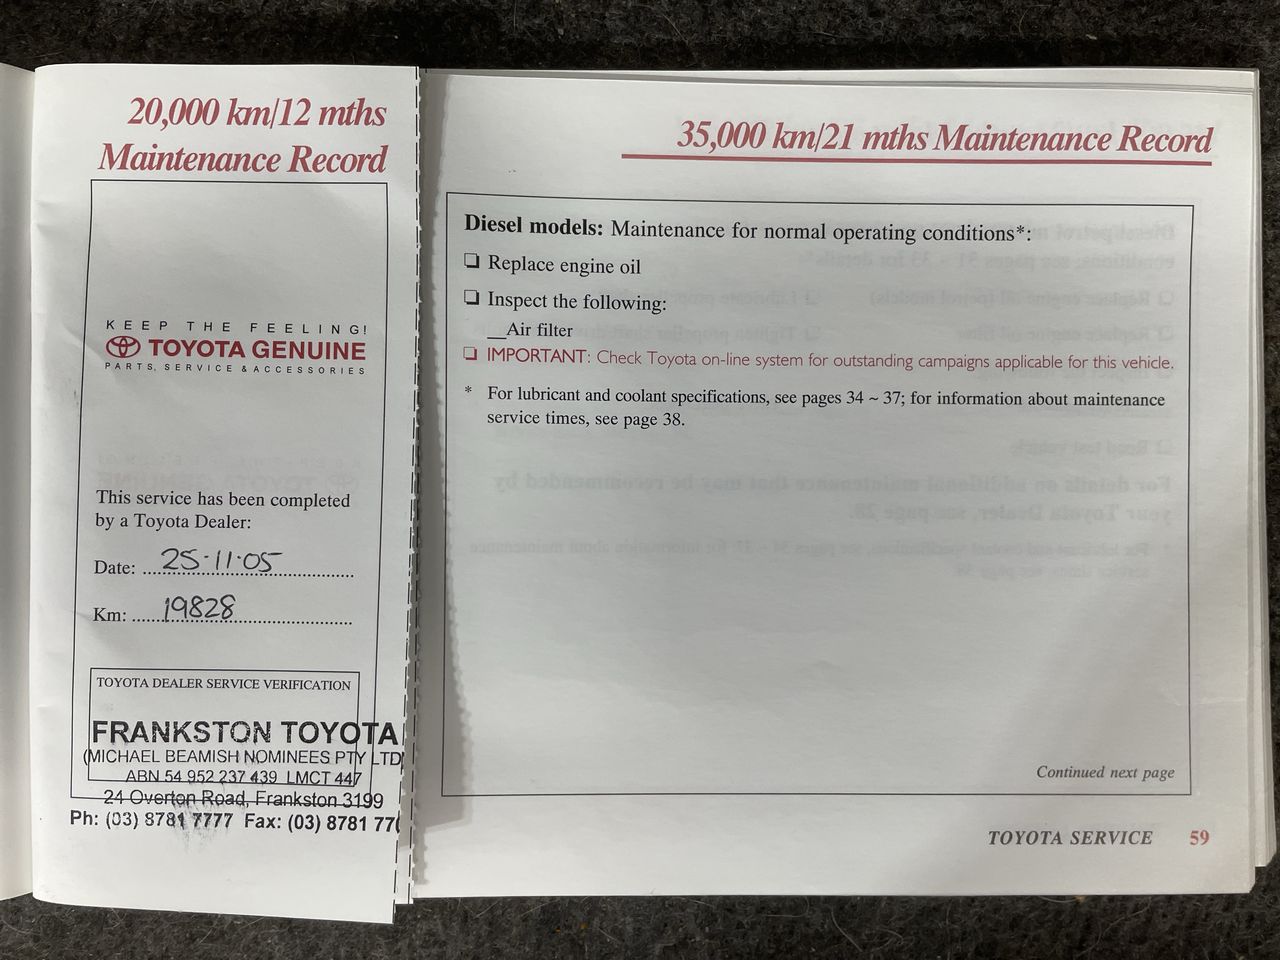 20,000 km/12 mths
Maintenance Record
KEEP THE FEELING!
TOYOTA GENUINE
PARTS, SERVICE & ACCESSORIES
This service has been completed
by a Toyota Dealer:
Date: 25·11·05
Km: 19828
TOYOTA DEALER SERVICE VERIFICATION
FRANKSTON TOYOTA
(MICHAEL BEAMISH NOMINEES PTY LTD)
ABN 54 952 237 439 LMCT 447
24 Overton Road, Frankston 3199
Ph: (03) 8781 7777 Fax: (03) 8781 77
35,000 km/21 mths Maintenance Record
Diesel models: Maintenance for normal operating conditions*:
❏ Replace engine oil
❏ Inspect the following:
__Air filter
❏ IMPORTANT: Check Toyota on-line system for outstanding campaigns applicable for this vehicle.
* For lubricant and coolant specifications, see pages 34 ~ 37; for information about maintenance
service times, see page 38.
Continued next page
TOYOTA SERVICE 59